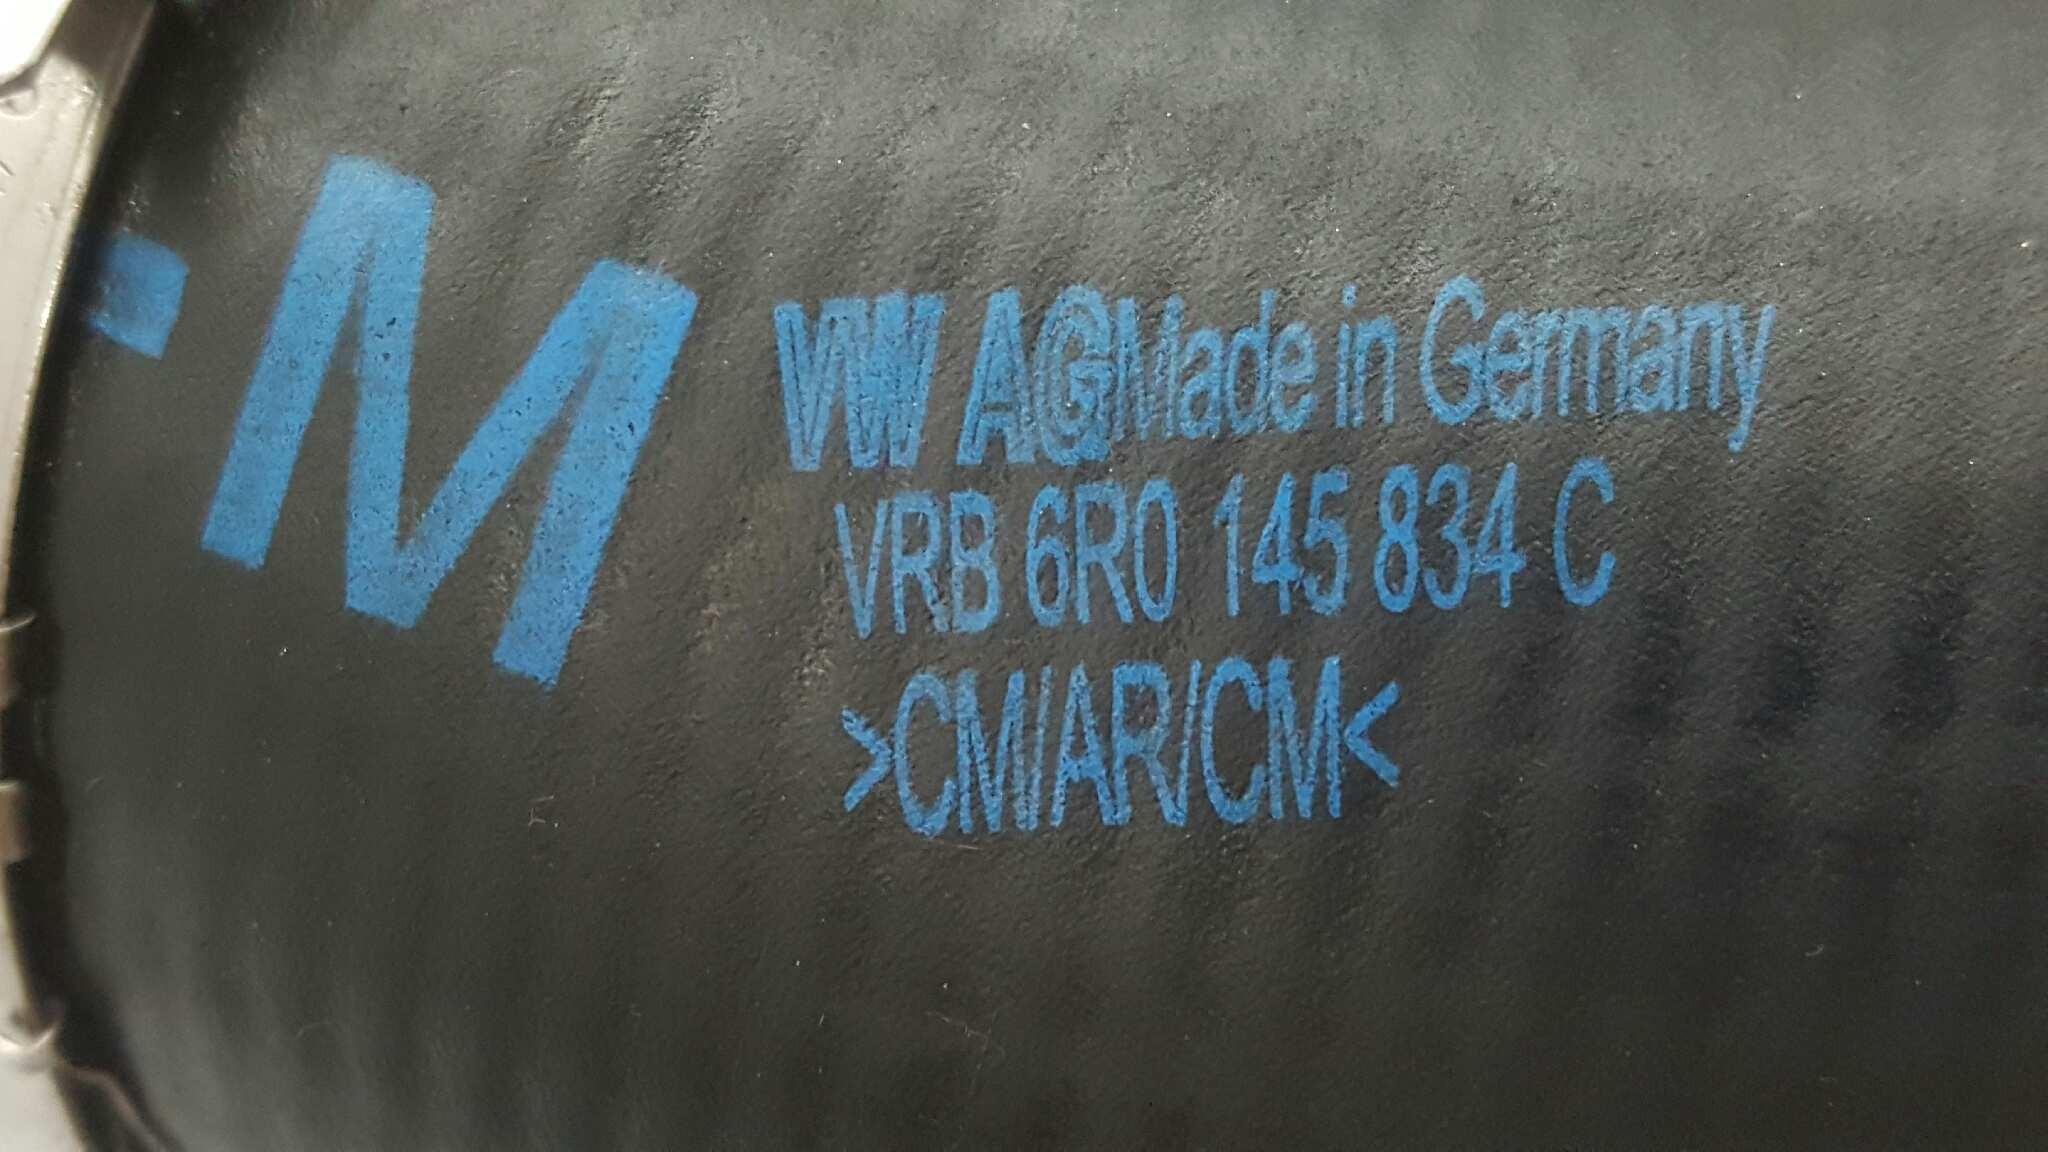 M
VW AG Made in Germany
VRB 6R0 145 834 C
>CM/AR/CM<